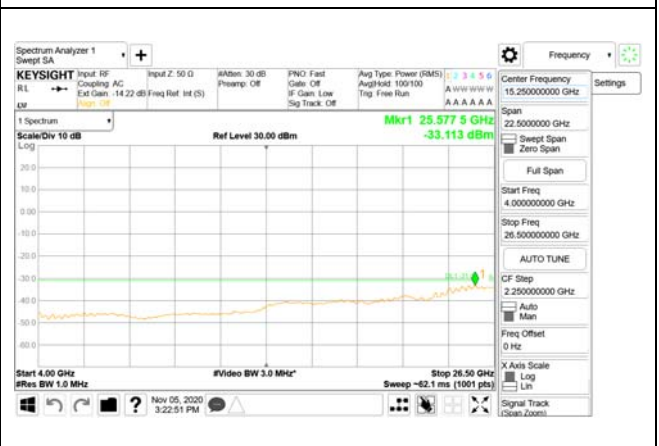 Spectrum Analyzer 1
Swept SA
+
Frequency
KEYSIGHT
RL
Input: RF
Coupling: AC
Ext Gain: -14.22 dB
Align: Off
Input Z: 50 Ω
Freq Ref: Int (S)
#Atten: 30 dB
Preamp: Off
PNO: Fast
Gate: Off
IF Gain: Low
Sig Track: Off
Avg Type: Power (RMS)
Avg|Hold: 100/100
Trig: Free Run
1 2 3 4 5 6
A W W W W W
A A A A A A
Center Frequency
15.250000000 GHz
Settings
Span
22.5000000 GHz
Swept Span
Zero Span
Full Span
Start Freq
4.000000000 GHz
Stop Freq
26.500000000 GHz
AUTO TUNE
CF Step
2.250000000 GHz
Auto
Man
Freq Offset
0 Hz
X Axis Scale
Log
Lin
Signal Track
(Span Zoom)
1 Spectrum
Scale/Div 10 dB
Log
Ref Level 30.00 dBm
Mkr1 25.577 5 GHz
-33.113 dBm
20.0
10.0
0.00
-10.0
-20.0
-30.0
-40.0
-50.0
-60.0
1
Start 4.00 GHz
#Res BW 1.0 MHz
#Video BW 3.0 MHz*
Stop 26.50 GHz
Sweep ~62.1 ms (1001 pts)
?
Nov 05, 2020
3:22:51 PM